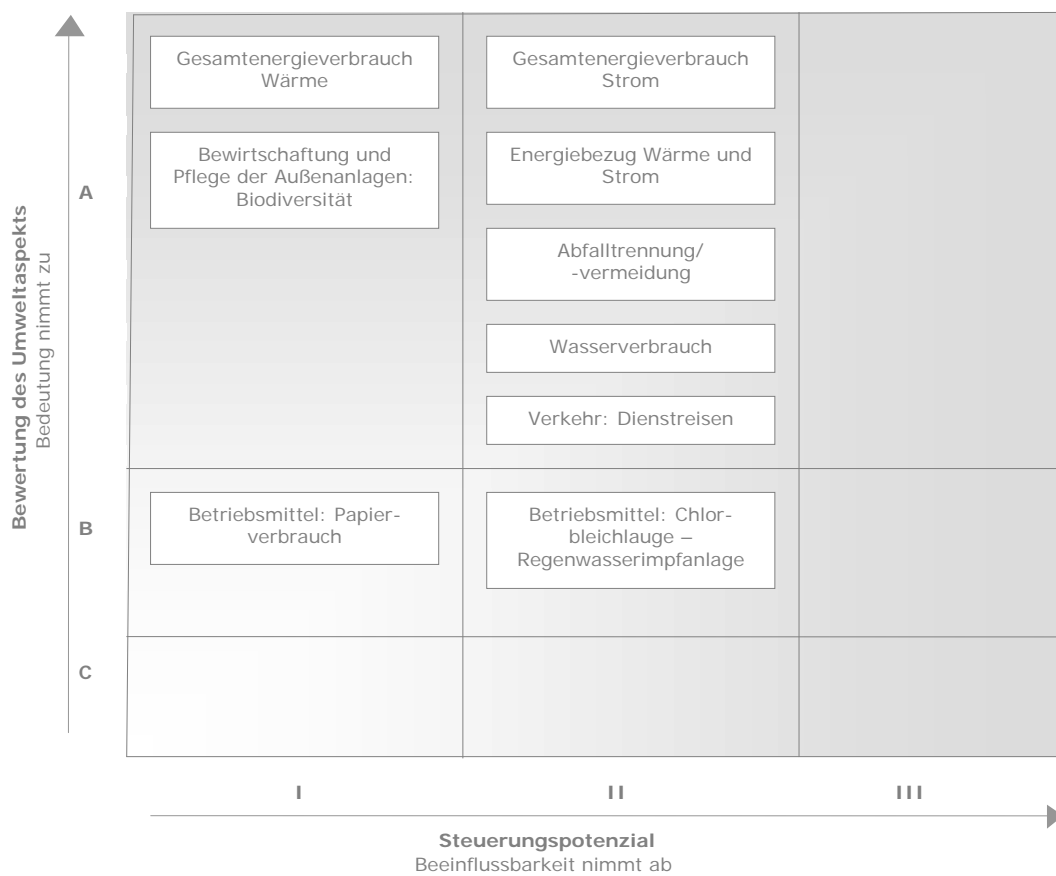 Bewertung des Umweltaspekts
Bedeutung nimmt zu
A
Gesamtenergieverbrauch
Wärme
Bewirtschaftung und
Pflege der Außenanlagen:
Biodiversität
Gesamtenergieverbrauch
Strom
Energiebezug Wärme und
Strom
Abfalltrennung/
-vermeidung
Wasserverbrauch
Verkehr: Dienstreisen
B
Betriebsmittel: Papier-
verbrauch
Betriebsmittel: Chlor-
bleichlauge –
Regenwasserimpfanlage
C
I
II
III
Steuerungspotenzial
Beeinflussbarkeit nimmt ab